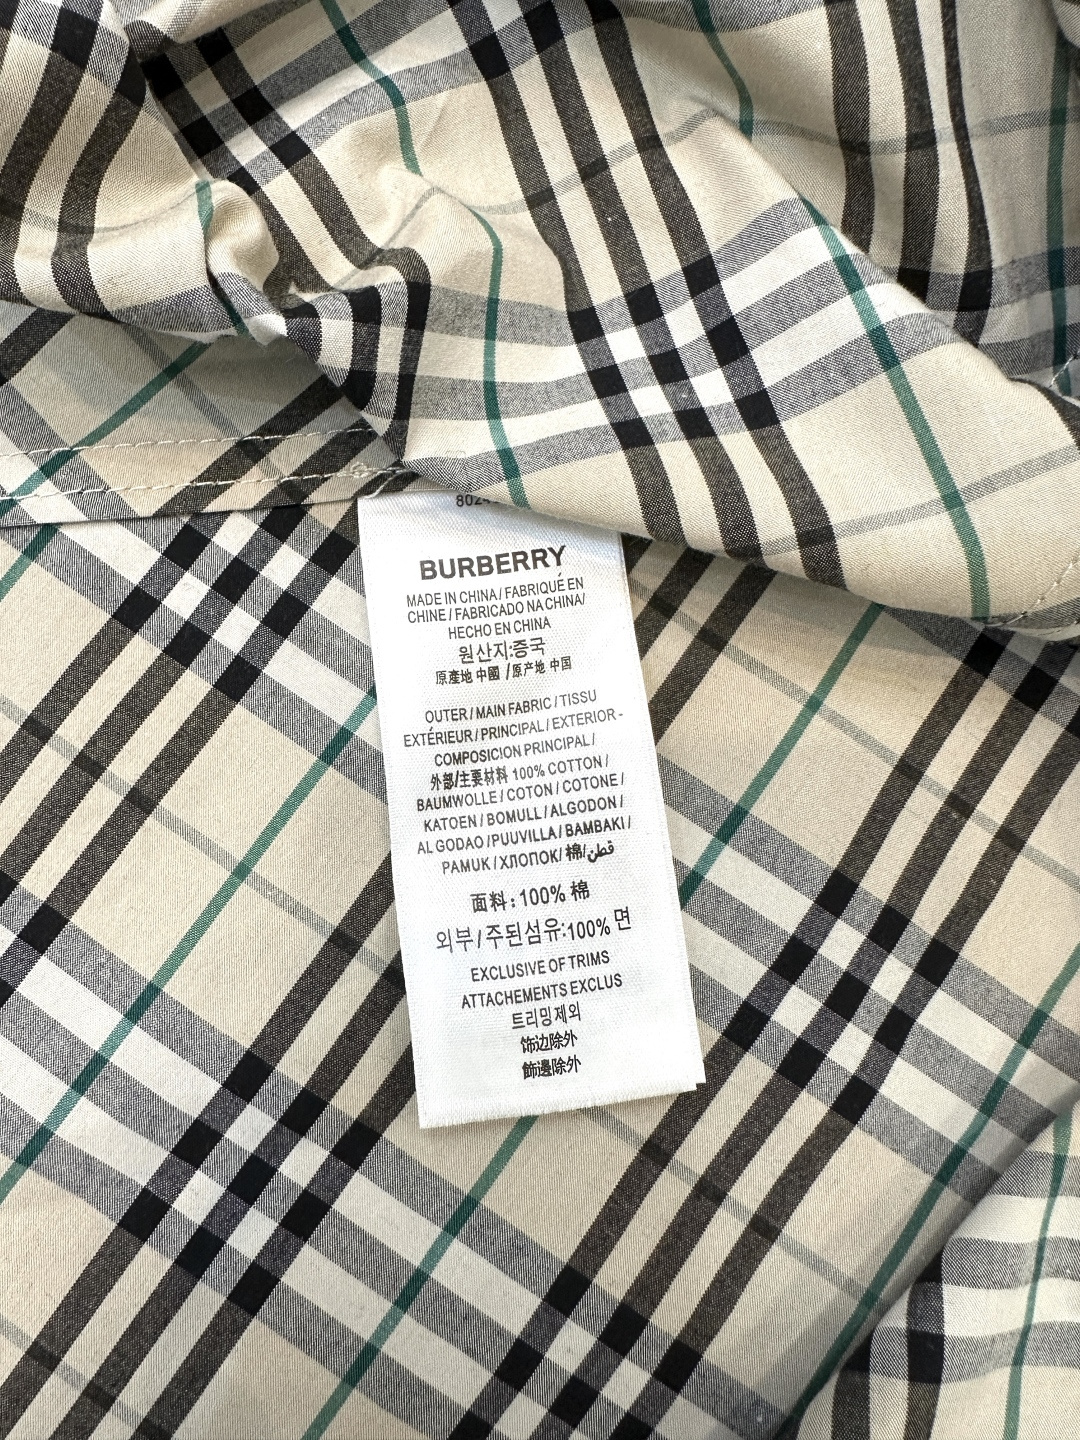 802
BURBERRY
MADE IN CHINA / FABRIQUÉ EN
CHINE / FABRICADO NA CHINA/
HECHO EN CHINA
원산지:중국
原產地 中國 /原产地 中国
OUTER / MAIN FABRIC / TISSU
EXTÉRIEUR / PRINCIPAL / EXTERIOR -
COMPOSICION PRINCIPAL /
外部/主要材料 100% COTTON /
BAUMWOLLE / COTON / COTONE /
KATOEN / BOMULL / ALGODON /
ALGODAO / PUUVILLA / BAMBAKI /
PAMUK / ХЛОПОК/ 棉/قطن
面料: 100% 棉
외부 / 주된섬유:100% 면
EXCLUSIVE OF TRIMS
ATTACHEMENTS EXCLUS
트리밍제외
饰边除外
飾邊除外